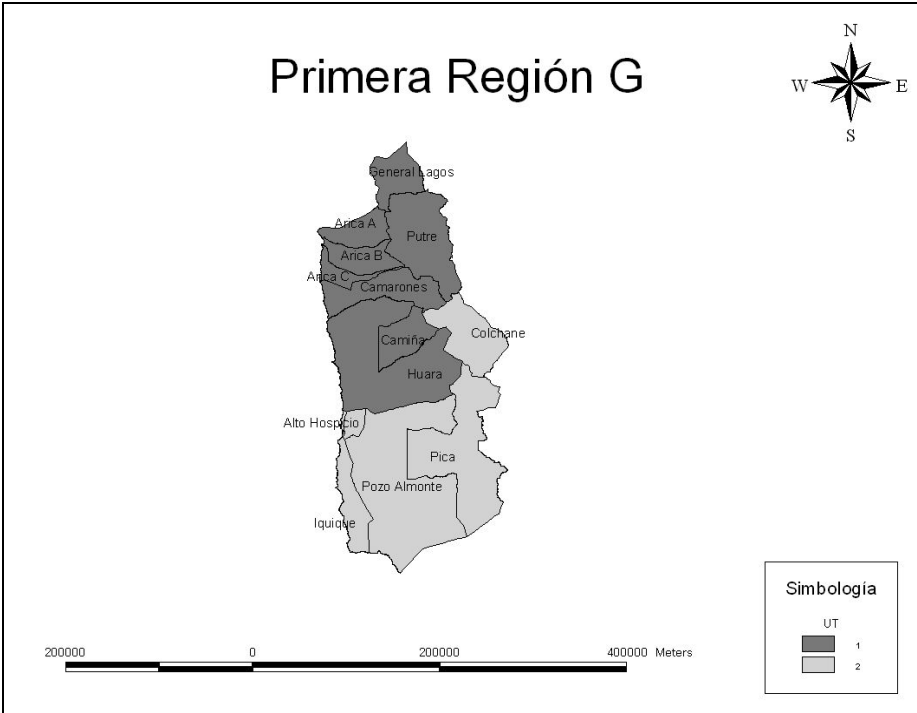 Primera Región G
N
W E
S
General Lagos
Arica A
Putre
Arica B
Arica C
Camarones
Colchane
Camiña
Huara
Alto Hospicio
Pica
Pozo Almonte
Iquique
Simbología
UT
1
2
200000 0 200000 400000 Meters